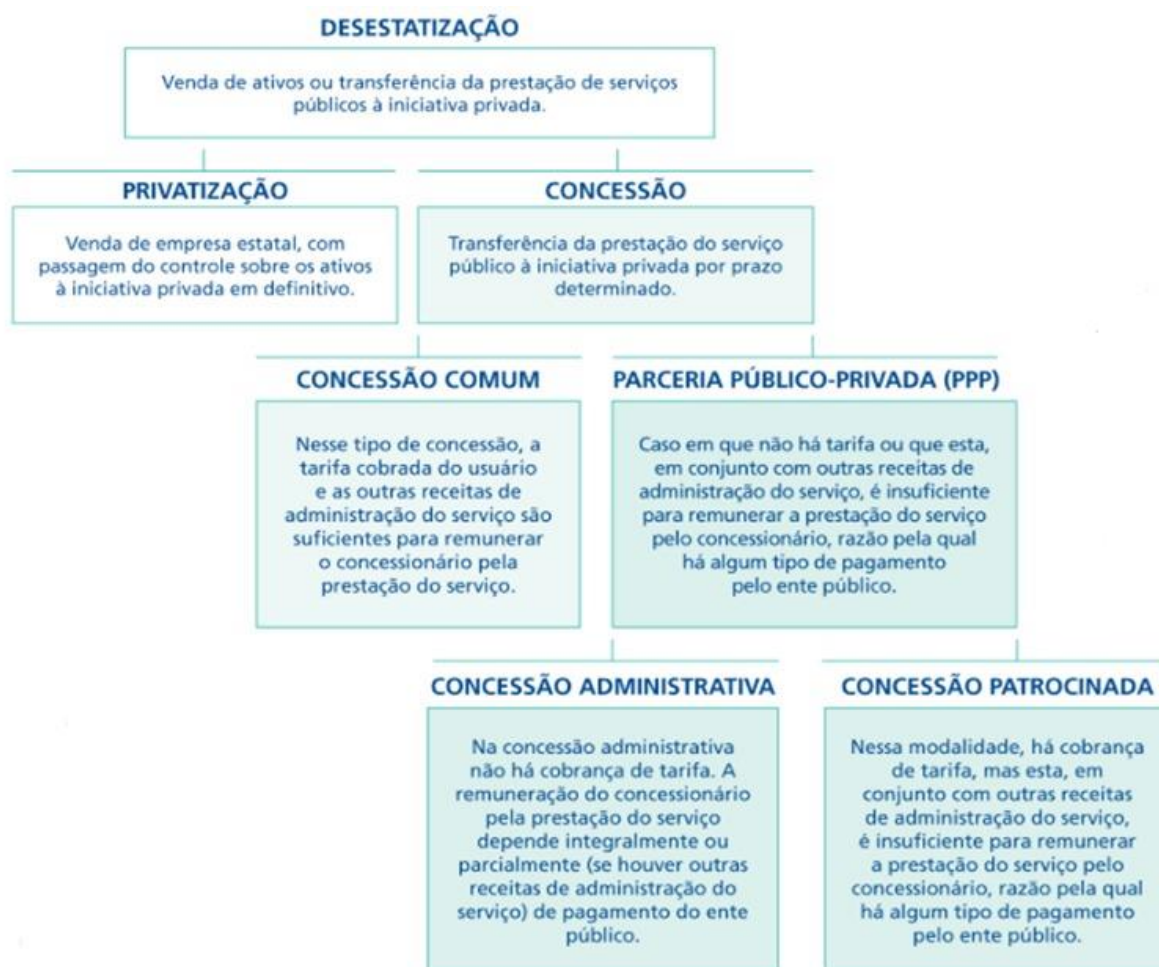 DESESTATIZAÇÃO
Venda de ativos ou transferência da prestação de serviços
públicos à iniciativa privada.
PRIVATIZAÇÃO
Venda de empresa estatal, com
passagem do controle sobre os ativos
à iniciativa privada em definitivo.
CONCESSÃO
Transferência da prestação do serviço
público à iniciativa privada por prazo
determinado.
CONCESSÃO COMUM
Nesse tipo de concessão, a
tarifa cobrada do usuário
e as outras receitas de
administração do serviço são
suficientes para remunerar
o concessionário pela
prestação do serviço.
PARCERIA PÚBLICO-PRIVADA (PPP)
Caso em que não há tarifa ou que esta,
em conjunto com outras receitas de
administração do serviço, é insuficiente
para remunerar a prestação do serviço
pelo concessionário, razão pela qual
há algum tipo de pagamento
pelo ente público.
CONCESSÃO ADMINISTRATIVA
Na concessão administrativa
não há cobrança de tarifa. A
remuneração do concessionário
pela prestação do serviço
depende integralmente ou
parcialmente (se houver outras
receitas de administração do
serviço) de pagamento do ente
público.
CONCESSÃO PATROCINADA
Nessa modalidade, há cobrança
de tarifa, mas esta, em
conjunto com outras receitas
de administração do serviço,
é insuficiente para remunerar
a prestação do serviço pelo
concessionário, razão pela qual
há algum tipo de pagamento
pelo ente público.